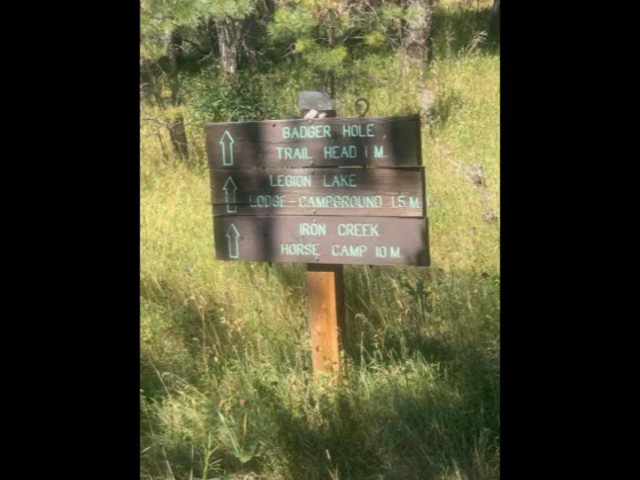 BADGER HOLE
TRAIL HEAD 1 M.
LEGION LAKE
LODGE-CAMPGROUND 1.5 M
IRON CREEK
HORSE CAMP 10 M.